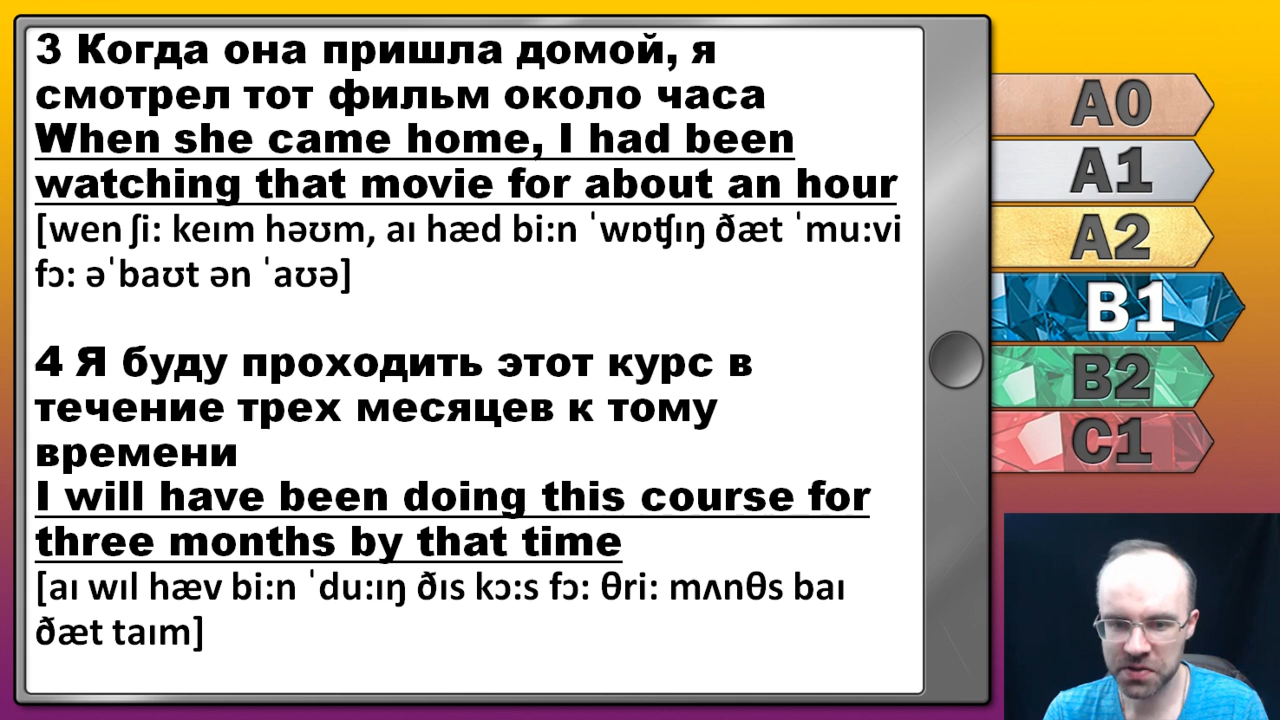 3 Когда она пришла домой, я
смотрел тот фильм около часа
When she came home, I had been
watching that movie for about an hour
[wen ʃi: keɪm həʊm, aɪ hæd bi:n ˈwɒʧɪŋ ðæt ˈmu:vi
fɔ: əˈbaʊt ən ˈaʊə]
4 Я буду проходить этот курс в
течение трех месяцев к тому
времени
I will have been doing this course for
three months by that time
[aɪ wɪl hæv bi:n ˈdu:ɪŋ ðɪs kɔ:s fɔ: θri: mʌnθs baɪ
ðæt taɪm]
A0
A1
A2
B1
B2
C1